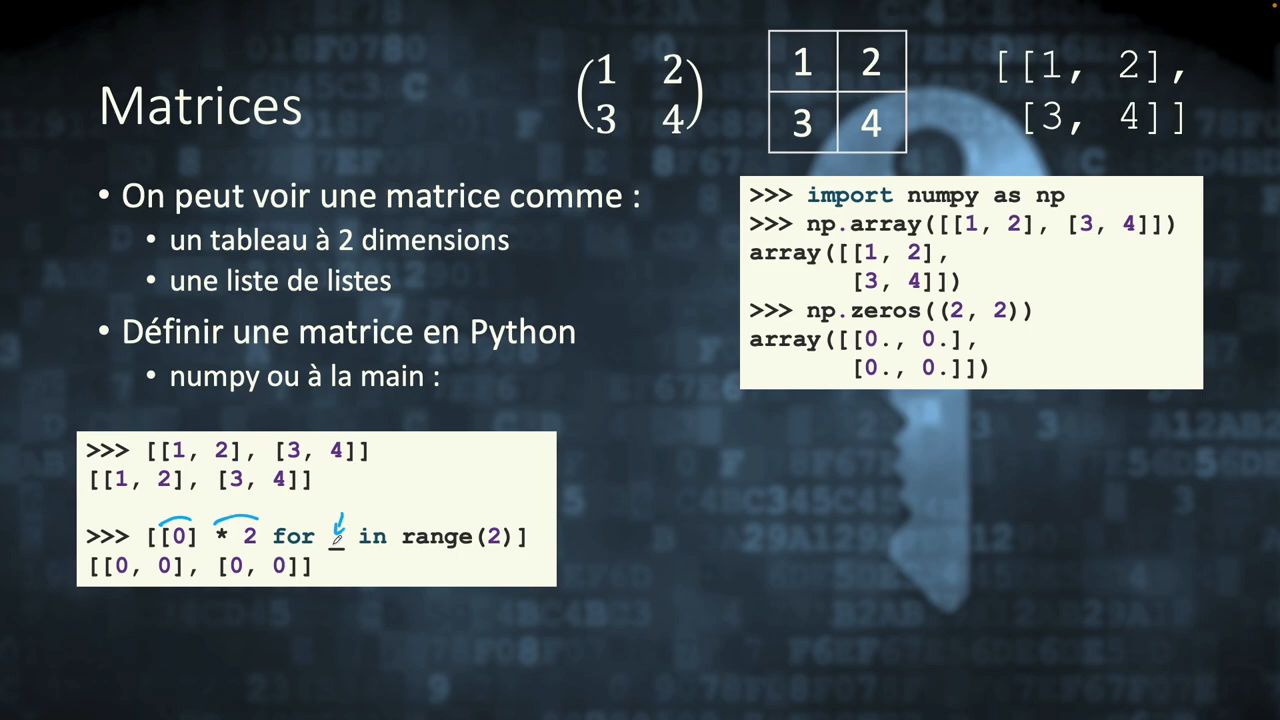 Matrices
1 2
3 4
1 2
3 4
[[1, 2],
[3, 4]]
• On peut voir une matrice comme :
• un tableau à 2 dimensions
• une liste de listes
• Définir une matrice en Python
• numpy ou à la main :
>>> import numpy as np
>>> np.array([[1, 2], [3, 4]])
array([[1, 2],
[3, 4]])
>>> np.zeros((2, 2))
array([[0., 0.],
[0., 0.]])
>>> [[1, 2], [3, 4]]
[[1, 2], [3, 4]]
>>> [[0] * 2 for _ in range(2)]
[[0, 0], [0, 0]]